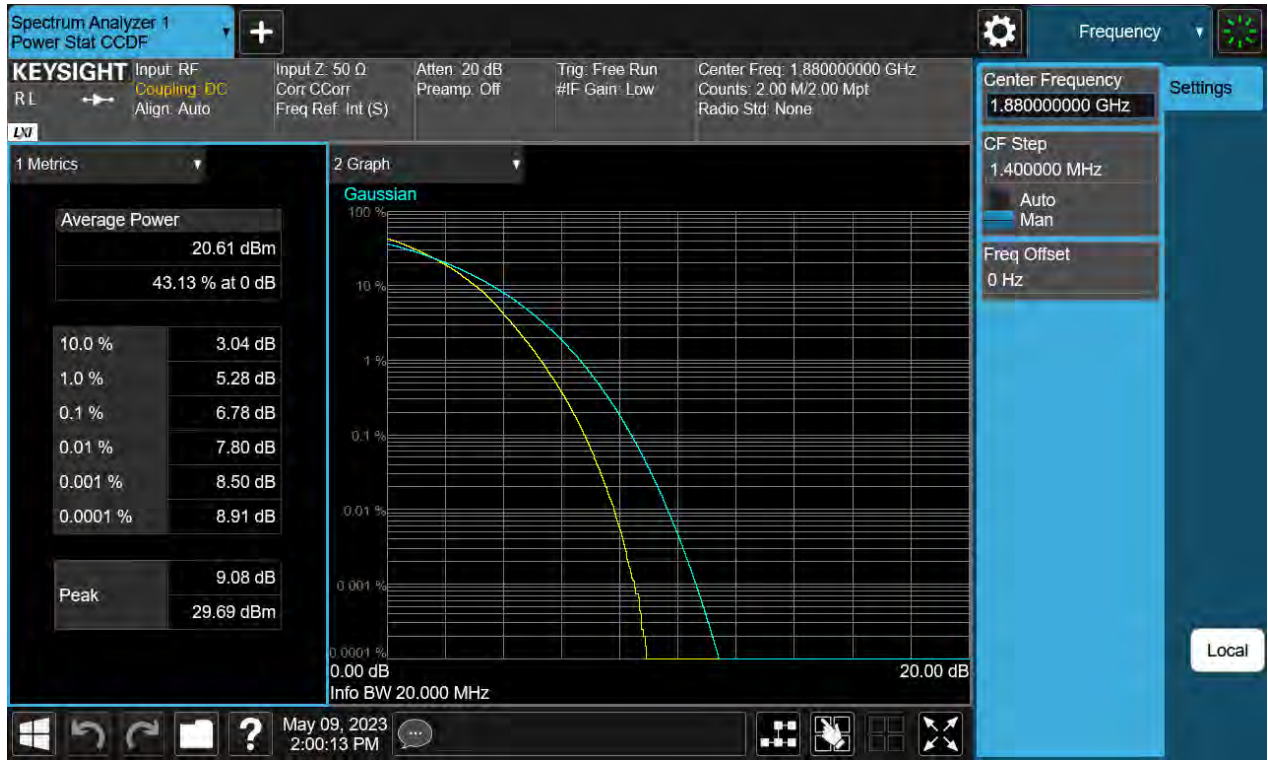 Spectrum Analyzer 1
Power Stat CCDF
+
Frequency
KEYSIGHT
RL
LXI
Input: RF
Coupling: DC
Align: Auto
Input Z: 50 Ω
Corr CCorr
Freq Ref: Int (S)
Atten: 20 dB
Preamp: Off
Trig: Free Run
#IF Gain: Low
Center Freq: 1.880000000 GHz
Counts: 2.00 M/2.00 Mpt
Radio Std: None
Center Frequency
1.880000000 GHz
Settings
CF Step
1.400000 MHz
Auto
Man
Freq Offset
0 Hz
1 Metrics
Average Power
20.61 dBm
43.13 % at 0 dB
10.0 % 3.04 dB
1.0 % 5.28 dB
0.1 % 6.78 dB
0.01 % 7.80 dB
0.001 % 8.50 dB
0.0001 % 8.91 dB
Peak
9.08 dB
29.69 dBm
2 Graph
Gaussian
100 %
10 %
1 %
0.1 %
0.01 %
0.001 %
0.0001 %
0.00 dB 20.00 dB
Info BW 20.000 MHz
Local
?
May 09, 2023
2:00:13 PM